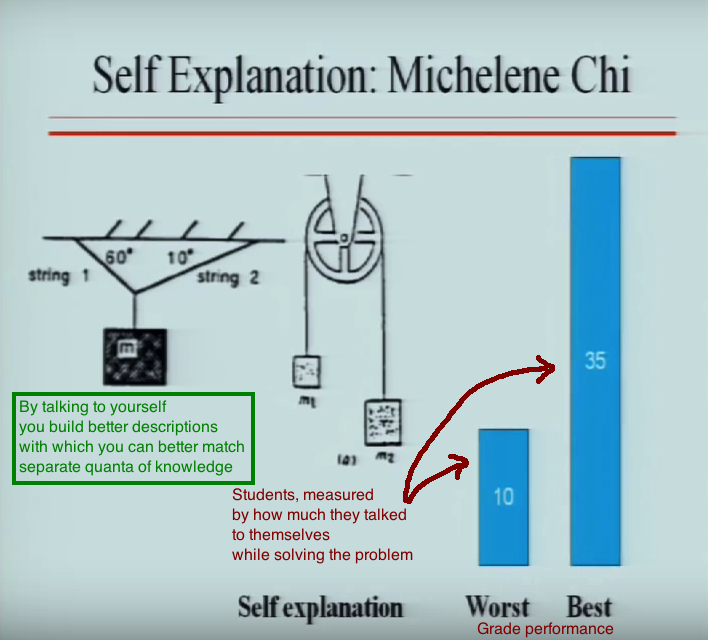 Self Explanation: Michelene Chi
60°
10°
string 1
string 2
m
m1
(a) m2
By talking to yourself
you build better descriptions
with which you can better match
separate quanta of knowledge
Students, measured
by how much they talked
to themselves
while solving the problem
10
35
Self explanation
Worst
Best
Grade performance